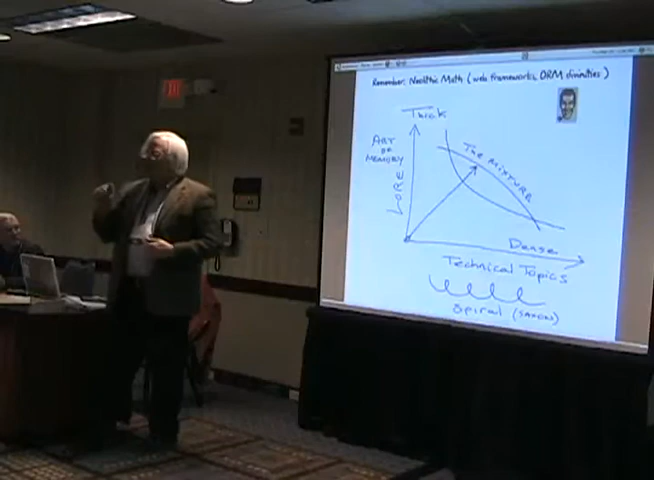 EXIT
Remember: Neolithic Math (web frameworks, ORM divinities)
Thick
ART
OF
MEMORY
LORE
THE MIXTURE
Dense
Technical Topics
Spiral (SAXON)